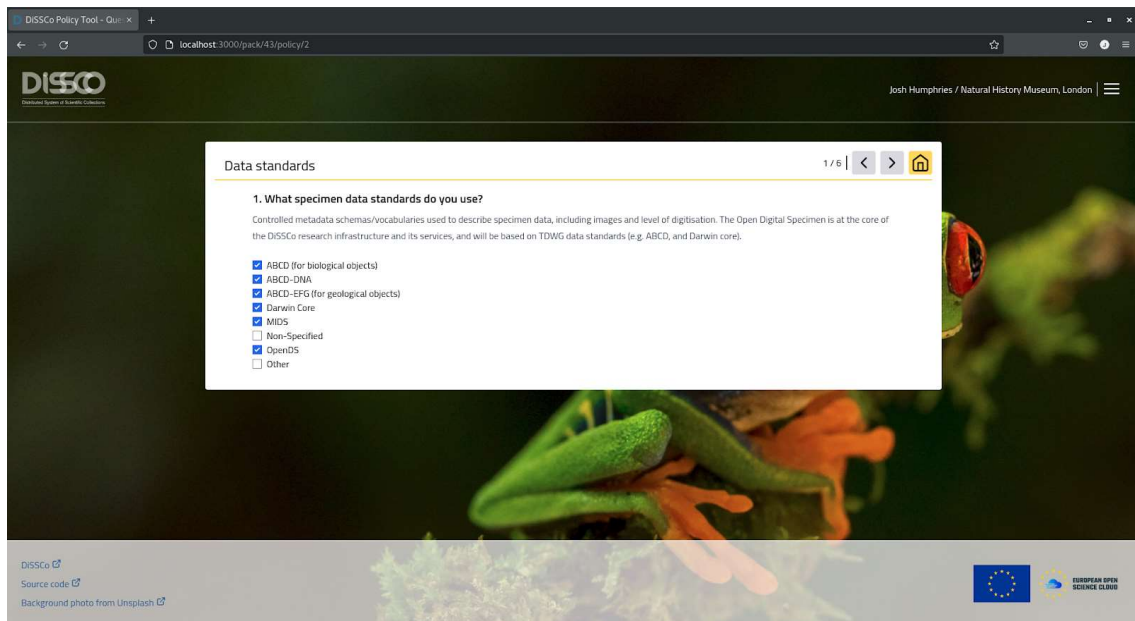 DiSSCo Policy Tool - Que
localhost:3000/pack/43/policy/2
DiSSCO
Distributed System of Scientific Collections
Josh Humphries / Natural History Museum, London
Data standards
1 / 6
1. What specimen data standards do you use?
Controlled metadata schemas/vocabularies used to describe specimen data, including images and level of digitisation. The Open Digital Specimen is at the core of
the DiSSCo research infrastructure and its services, and will be based on TDWG data standards (e.g. ABCD, and Darwin core).
ABCD (for biological objects)
ABCD-DNA
ABCD-EFG (for geological objects)
Darwin Core
MIDS
Non-Specified
OpenDS
Other
DiSSCo
Source code
Background photo from Unsplash
EUROPEAN OPEN
SCIENCE CLOUD